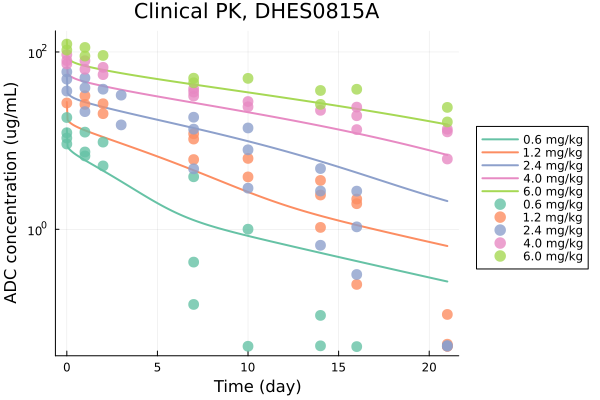 Clinical PK, DHES0815A
ADC concentration (ug/mL)
10²
10⁰
0
5
10
15
20
Time (day)
0.6 mg/kg
1.2 mg/kg
2.4 mg/kg
4.0 mg/kg
6.0 mg/kg
0.6 mg/kg
1.2 mg/kg
2.4 mg/kg
4.0 mg/kg
6.0 mg/kg